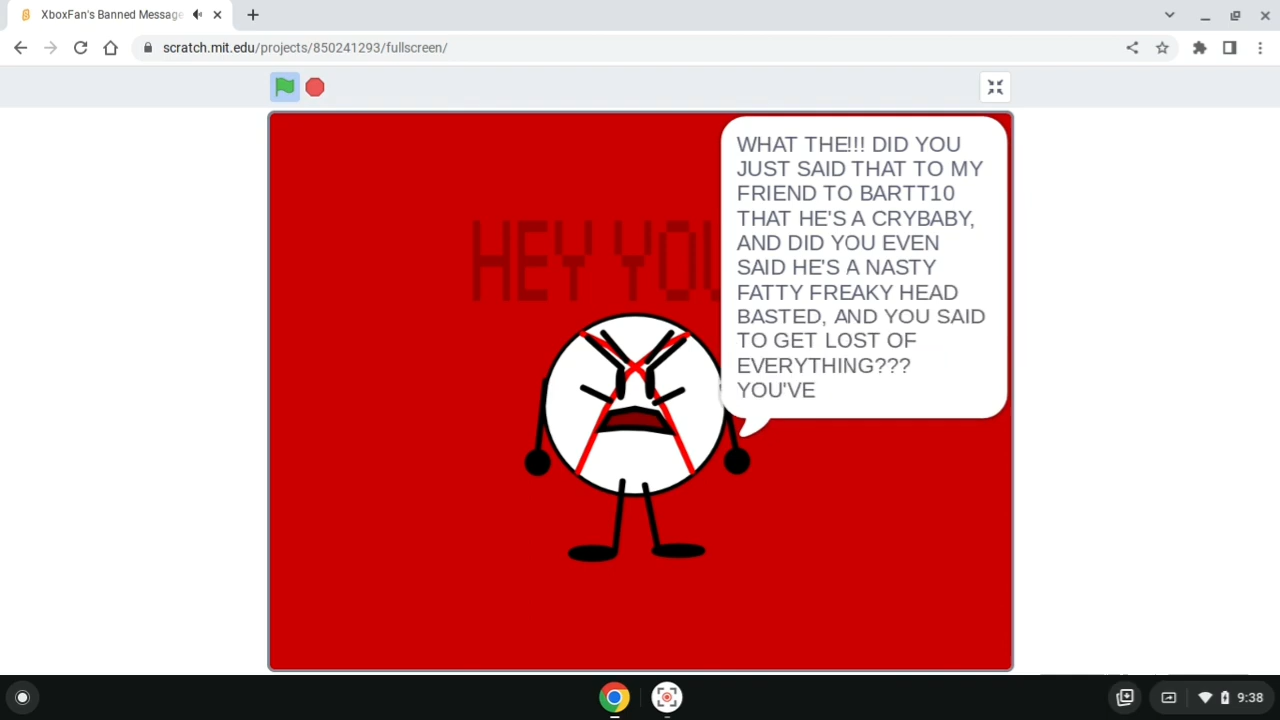 XboxFan's Banned Message
scratch.mit.edu/projects/850241293/fullscreen/
HEY YOU
WHAT THE!!! DID YOU
JUST SAID THAT TO MY
FRIEND TO BARTT10
THAT HE'S A CRYBABY,
AND DID YOU EVEN
SAID HE'S A NASTY
FATTY FREAKY HEAD
BASTED, AND YOU SAID
TO GET LOST OF
EVERYTHING???
YOU'VE
9:38